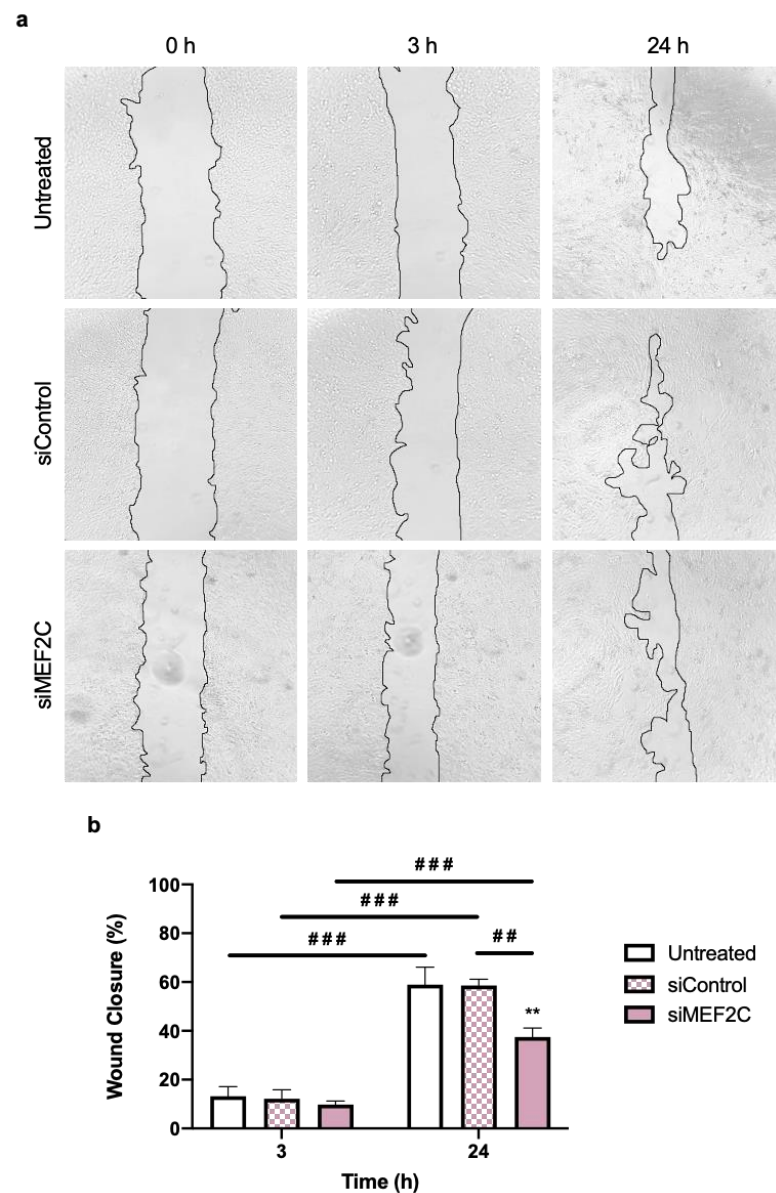 a
0 h 3 h 24 h
Untreated
siControl
siMEF2C
b
###
###
###
##
**
100
80
60
40
20
0
Wound Closure (%)
3 24
Time (h)
Untreated
siControl
siMEF2C